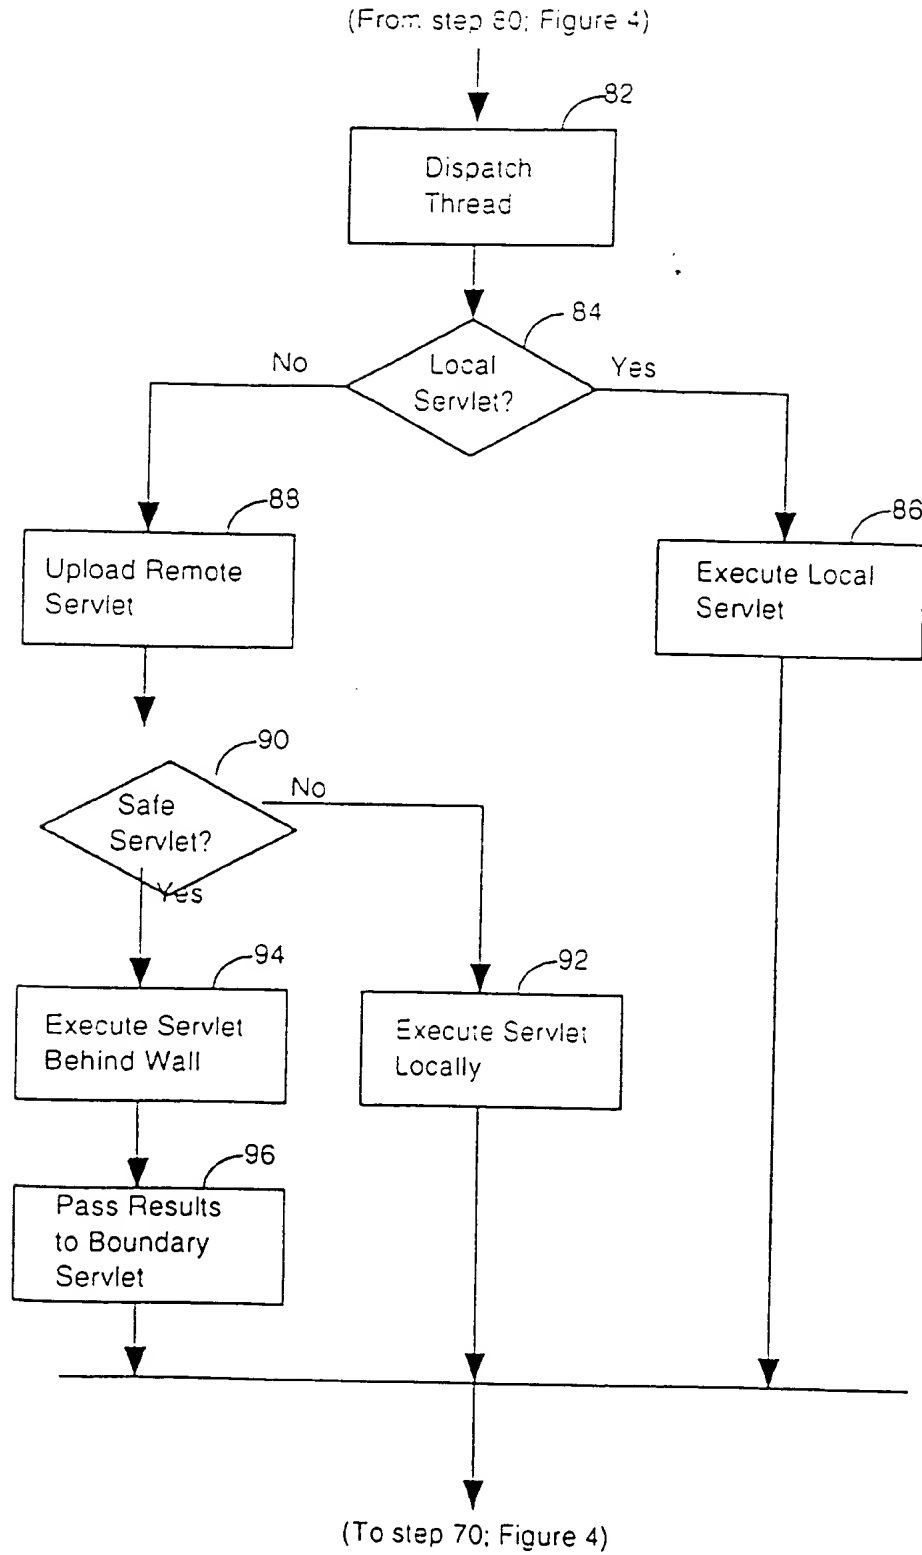 (From step 80; Figure 4)
82
Dispatch
Thread
84
Local
Servlet?
No
Yes
88
Upload Remote
Servlet
86
Execute Local
Servlet
90
Safe
Servlet?
No
Yes
94
Execute Servlet
Behind Wall
92
Execute Servlet
Locally
96
Pass Results
to Boundary
Servlet
(To step 70; Figure 4)